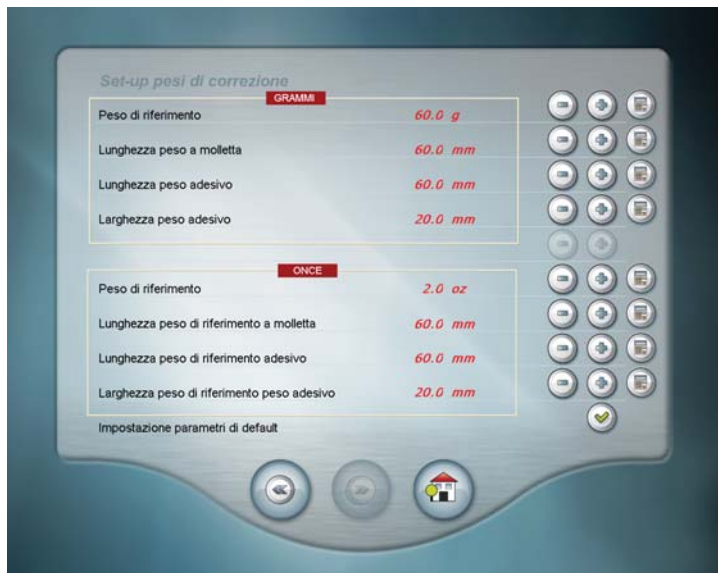 Set-up pesi di correzione
GRAMMI
Peso di riferimento 60.0 g
Lunghezza peso a molletta 60.0 mm
Lunghezza peso adesivo 60.0 mm
Larghezza peso adesivo 20.0 mm
ONCE
Peso di riferimento 2.0 oz
Lunghezza peso di riferimento a molletta 60.0 mm
Lunghezza peso di riferimento adesivo 60.0 mm
Larghezza peso di riferimento peso adesivo 20.0 mm
Impostazione parametri di default